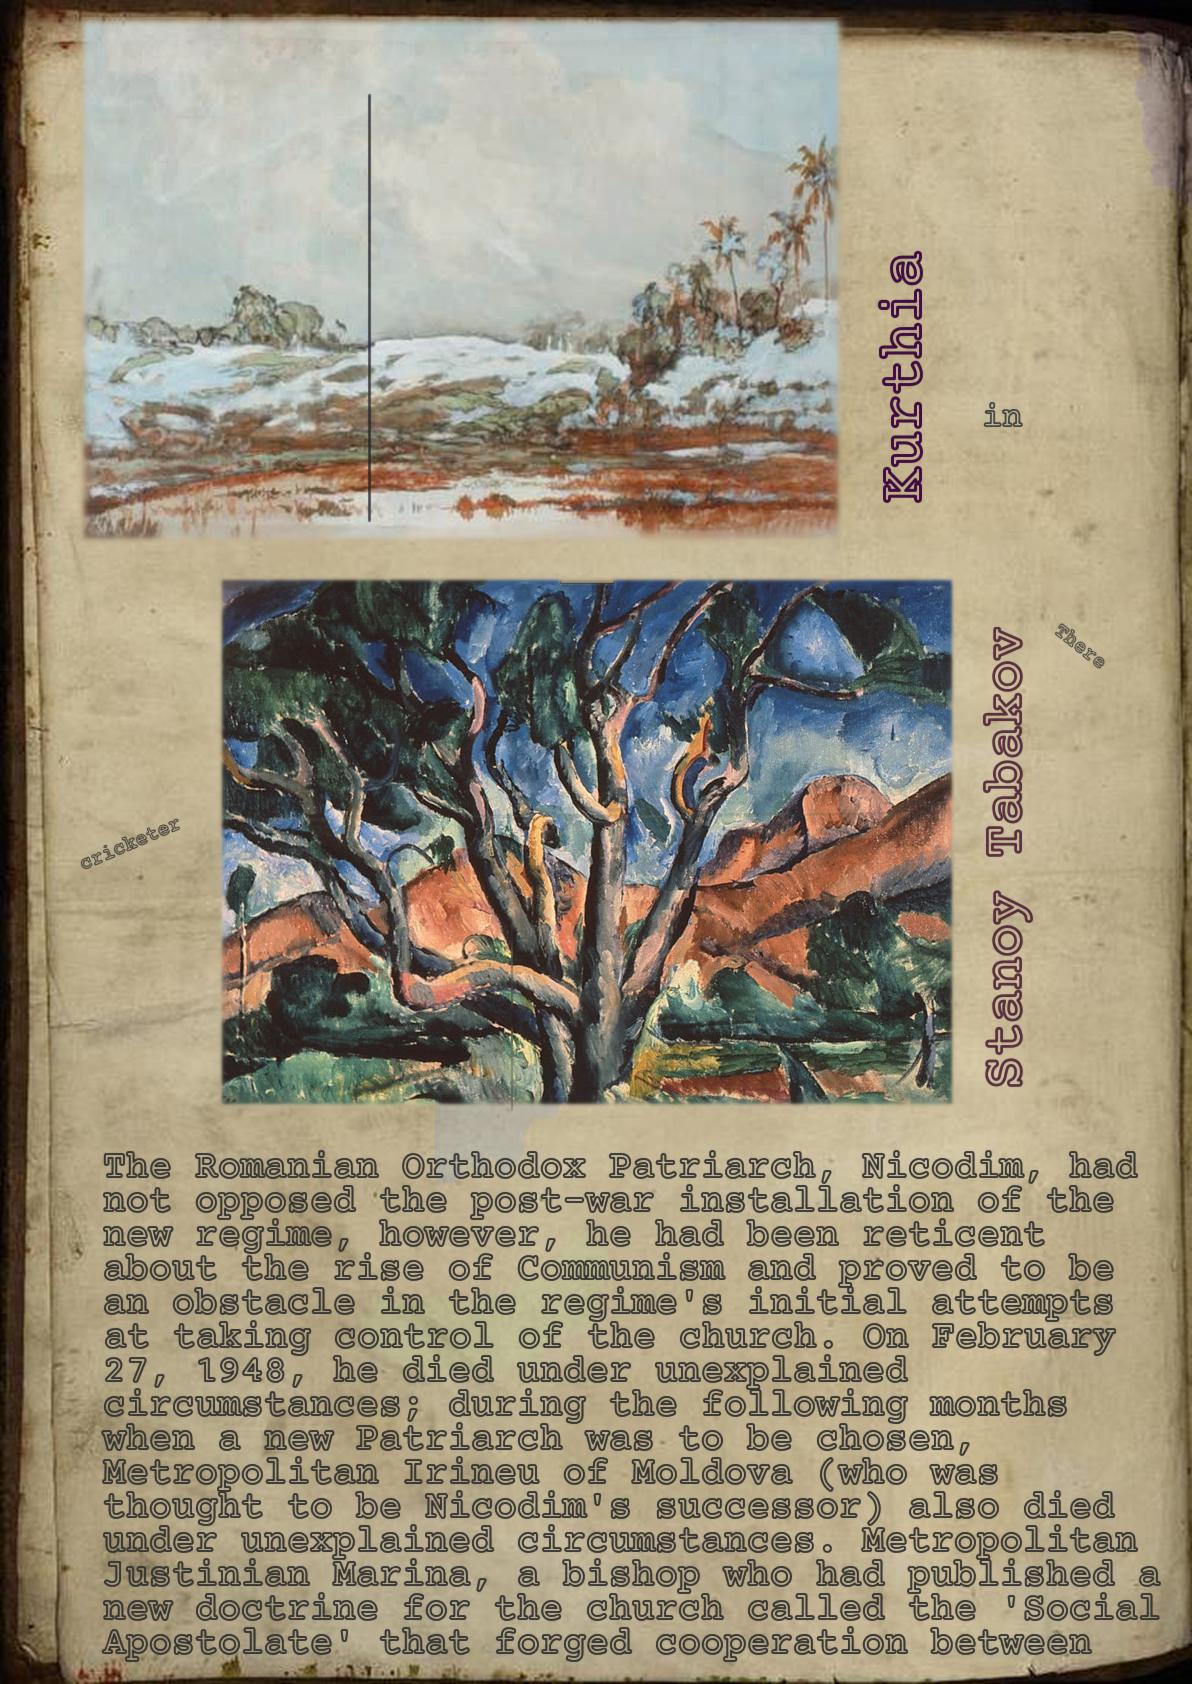 Kurthia
in
There
Stanoy Tabakov
cricketer
The Romanian Orthodox Patriarch, Nicodim, had
not opposed the post-war installation of the
new regime, however, he had been reticent
about the rise of Communism and proved to be
an obstacle in the regime's initial attempts
at taking control of the church. On February
27, 1948, he died under unexplained
circumstances; during the following months
when a new Patriarch was to be chosen,
Metropolitan Irineu of Moldova (who was
thought to be Nicodim's successor) also died
under unexplained circumstances. Metropolitan
Justinian Marina, a bishop who had published a
new doctrine for the church called the 'Social
Apostolate' that forged cooperation between